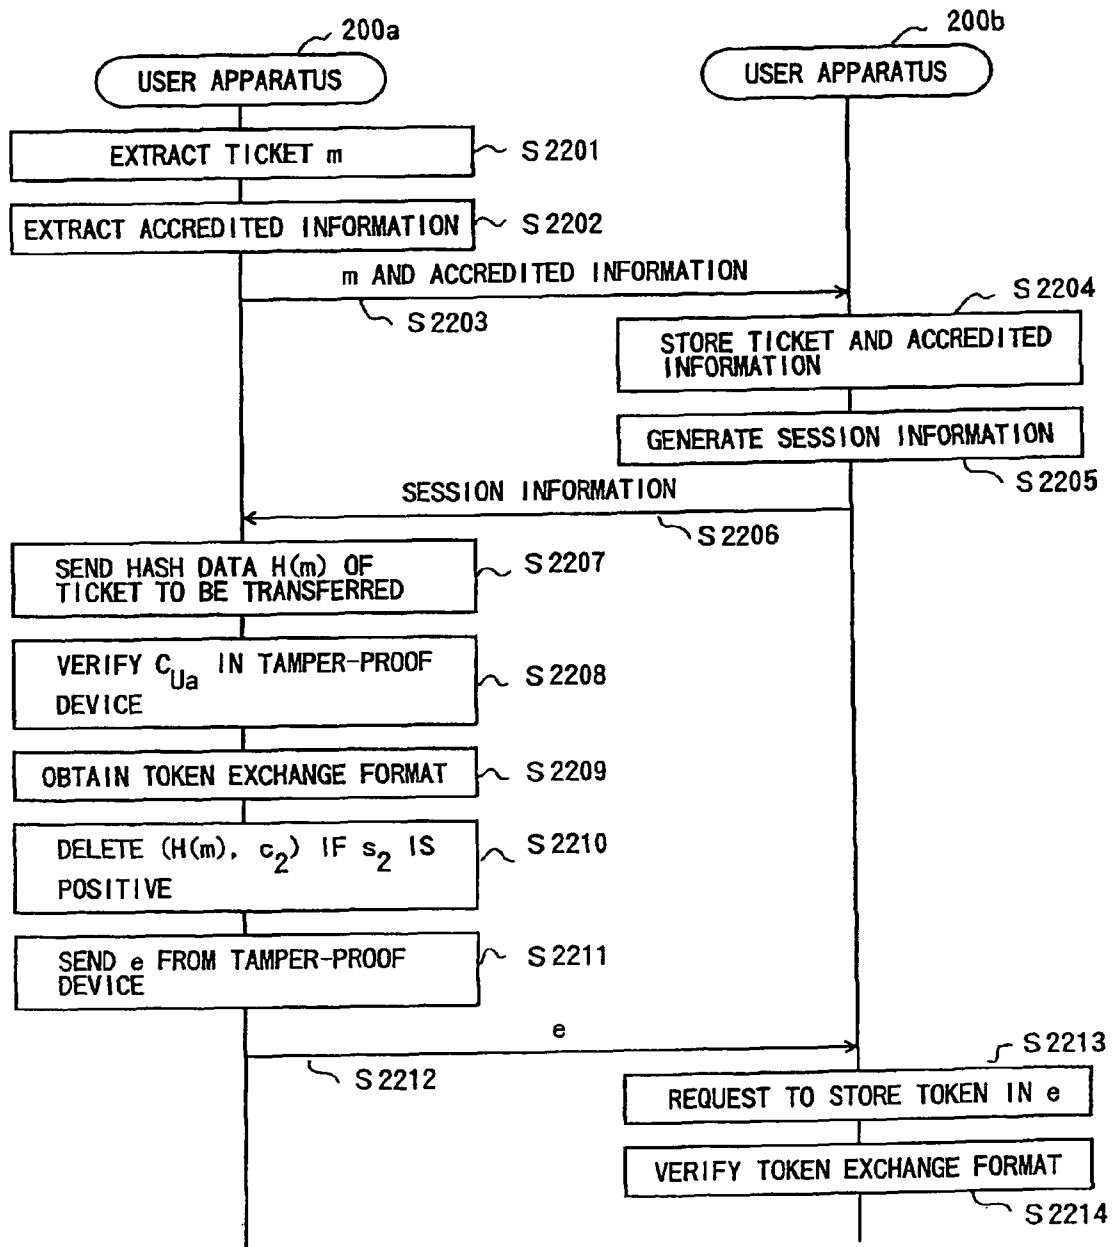 200a
200b
USER APPARATUS
USER APPARATUS
EXTRACT TICKET m
S2201
EXTRACT ACCREDITED INFORMATION
S2202
m AND ACCREDITED INFORMATION
S2203
S2204
STORE TICKET AND ACCREDITED
INFORMATION
GENERATE SESSION INFORMATION
S2205
SESSION INFORMATION
S2206
SEND HASH DATA H(m) OF
TICKET TO BE TRANSFERRED
S2207
VERIFY C_Ua IN TAMPER-PROOF
DEVICE
S2208
OBTAIN TOKEN EXCHANGE FORMAT
S2209
DELETE (H(m). c_2) IF s_2 IS
POSITIVE
S2210
SEND e FROM TAMPER-PROOF
DEVICE
S2211
e
S2212
S2213
REQUEST TO STORE TOKEN IN e
VERIFY TOKEN EXCHANGE FORMAT
S2214